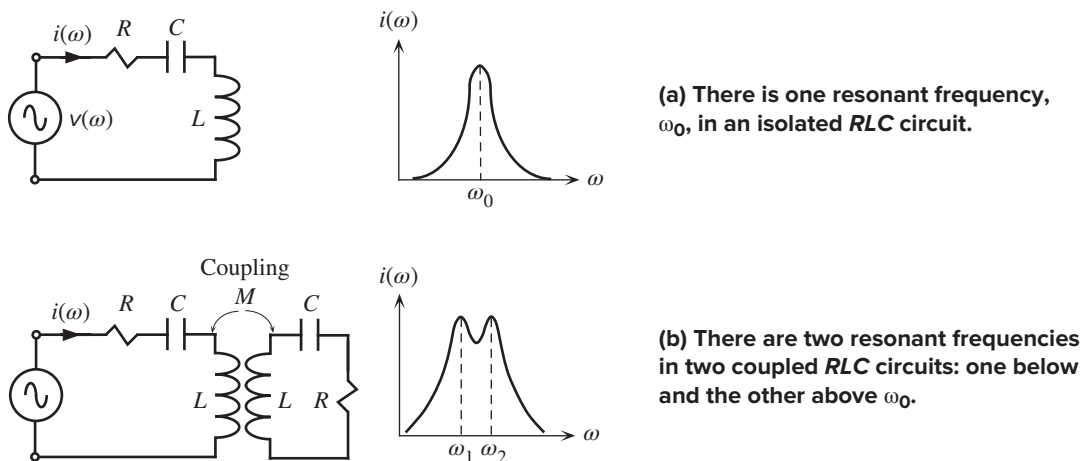 i(ω) R C
v(ω) L
i(ω)
ω
ω₀
(a) There is one resonant frequency,
ω₀, in an isolated RLC circuit.
Coupling
M
i(ω) R C C
L L R
i(ω)
ω
ω₁ ω₂
(b) There are two resonant frequencies
in two coupled RLC circuits: one below
and the other above ω₀.